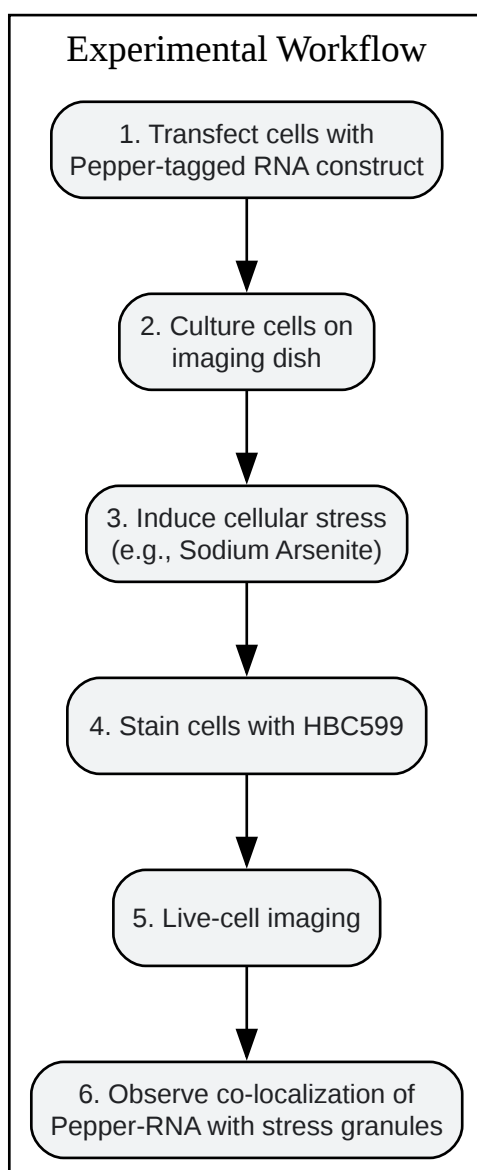 Experimental Workflow
1. Transfect cells with
Pepper-tagged RNA construct
2. Culture cells on
imaging dish
3. Induce cellular stress
(e.g., Sodium Arsenite)
4. Stain cells with HBC599
5. Live-cell imaging
6. Observe co-localization of
Pepper-RNA with stress granules